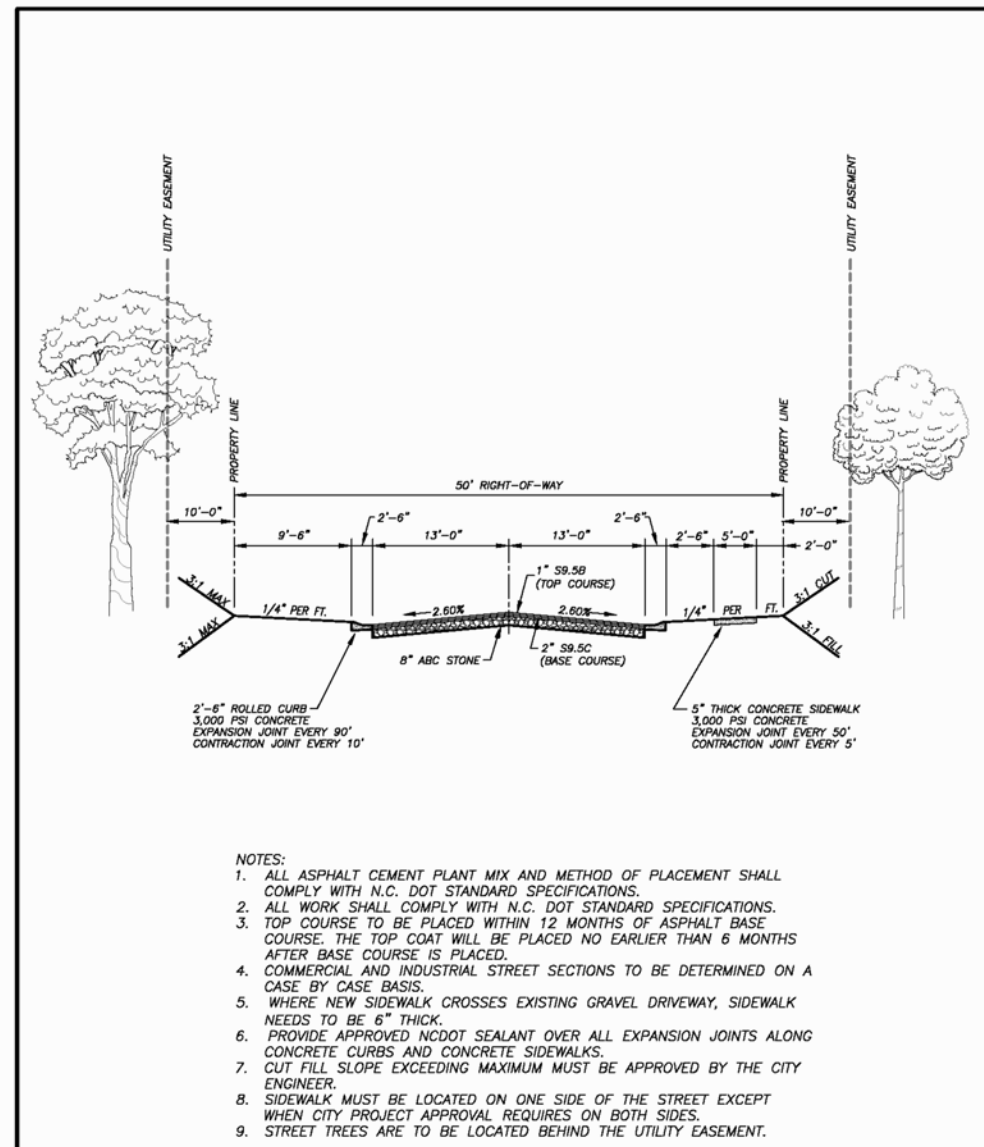 UTILITY EASEMENT
UTILITY EASEMENT
PROPERTY LINE
PROPERTY LINE
50' RIGHT-OF-WAY
10'-0"
2'-6"
2'-6"
10'-0"
9'-6"
13'-0"
13'-0"
2'-6"
5'-0"
2'-0"
3:1 MAX
3:1 MAX
1/4" PER FT.
2.60%
1" S9.5B
(TOP COURSE)
2.60%
1/4" PER FT.
3:1 CUT
3:1 FILL
8" ABC STONE
2" S9.5C
(BASE COURSE)
2'-6" ROLLED CURB
3,000 PSI CONCRETE
EXPANSION JOINT EVERY 90'
CONTRACTION JOINT EVERY 10'
5" THICK CONCRETE SIDEWALK
3,000 PSI CONCRETE
EXPANSION JOINT EVERY 50'
CONTRACTION JOINT EVERY 5'
NOTES:
1. ALL ASPHALT CEMENT PLANT MIX AND METHOD OF PLACEMENT SHALL
COMPLY WITH N.C. DOT STANDARD SPECIFICATIONS.
2. ALL WORK SHALL COMPLY WITH N.C. DOT STANDARD SPECIFICATIONS.
3. TOP COURSE TO BE PLACED WITHIN 12 MONTHS OF ASPHALT BASE
COURSE. THE TOP COAT WILL BE PLACED NO EARLIER THAN 6 MONTHS
AFTER BASE COURSE IS PLACED.
4. COMMERCIAL AND INDUSTRIAL STREET SECTIONS TO BE DETERMINED ON A
CASE BY CASE BASIS.
5. WHERE NEW SIDEWALK CROSSES EXISTING GRAVEL DRIVEWAY, SIDEWALK
NEEDS TO BE 6" THICK.
6. PROVIDE APPROVED NCDOT SEALANT OVER ALL EXPANSION JOINTS ALONG
CONCRETE CURBS AND CONCRETE SIDEWALKS.
7. CUT FILL SLOPE EXCEEDING MAXIMUM MUST BE APPROVED BY THE CITY
ENGINEER.
8. SIDEWALK MUST BE LOCATED ON ONE SIDE OF THE STREET EXCEPT
WHEN CITY PROJECT APPROVAL REQUIRES ON BOTH SIDES.
9. STREET TREES ARE TO BE LOCATED BEHIND THE UTILITY EASEMENT.